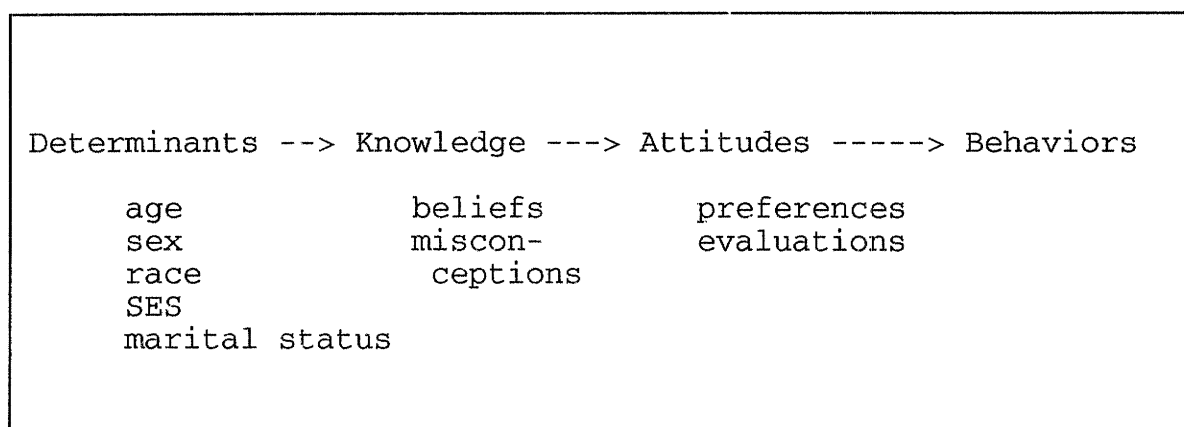 Determinants --> Knowledge ---> Attitudes -----> Behaviors
age beliefs preferences
sex miscon- evaluations
race ceptions
SES
marital status